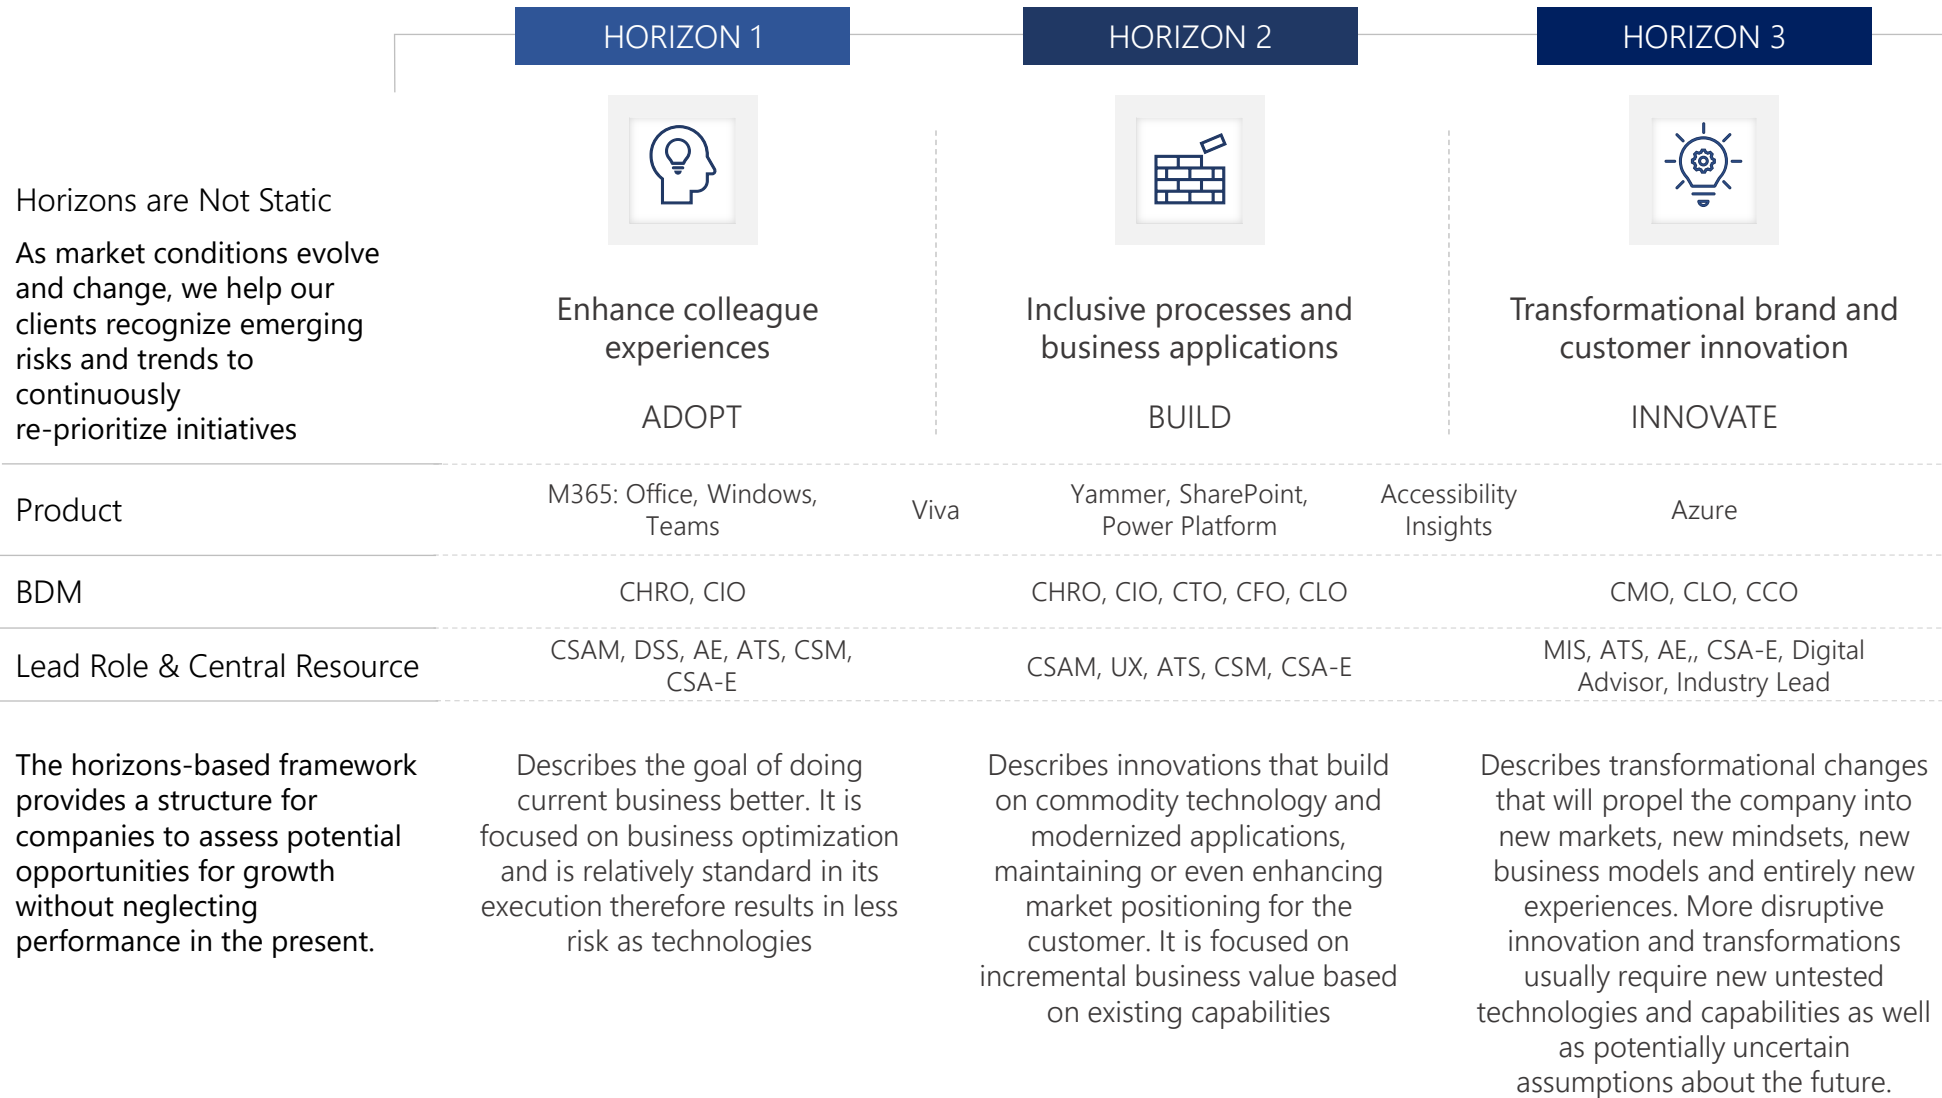 HORIZON 1
HORIZON 2
HORIZON 3
Horizons are Not Static
As market conditions evolve
and change, we help our
clients recognize emerging
risks and trends to
continuously
re-prioritize initiatives
Enhance colleague
experiences
ADOPT
Inclusive processes and
business applications
BUILD
Transformational brand and
customer innovation
INNOVATE
Product
M365: Office, Windows,
Teams
Viva
Yammer, SharePoint,
Power Platform
Accessibility
Insights
Azure
BDM
CHRO, CIO
CHRO, CIO, CTO, CFO, CLO
CMO, CLO, CCO
Lead Role & Central Resource
CSAM, DSS, AE, ATS, CSM,
CSA-E
CSAM, UX, ATS, CSM, CSA-E
MIS, ATS, AE,, CSA-E, Digital
Advisor, Industry Lead
The horizons-based framework
provides a structure for
companies to assess potential
opportunities for growth
without neglecting
performance in the present.
Describes the goal of doing
current business better. It is
focused on business optimization
and is relatively standard in its
execution therefore results in less
risk as technologies
Describes innovations that build
on commodity technology and
modernized applications,
maintaining or even enhancing
market positioning for the
customer. It is focused on
incremental business value based
on existing capabilities
Describes transformational changes
that will propel the company into
new markets, new mindsets, new
business models and entirely new
experiences. More disruptive
innovation and transformations
usually require new untested
technologies and capabilities as well
as potentially uncertain
assumptions about the future.